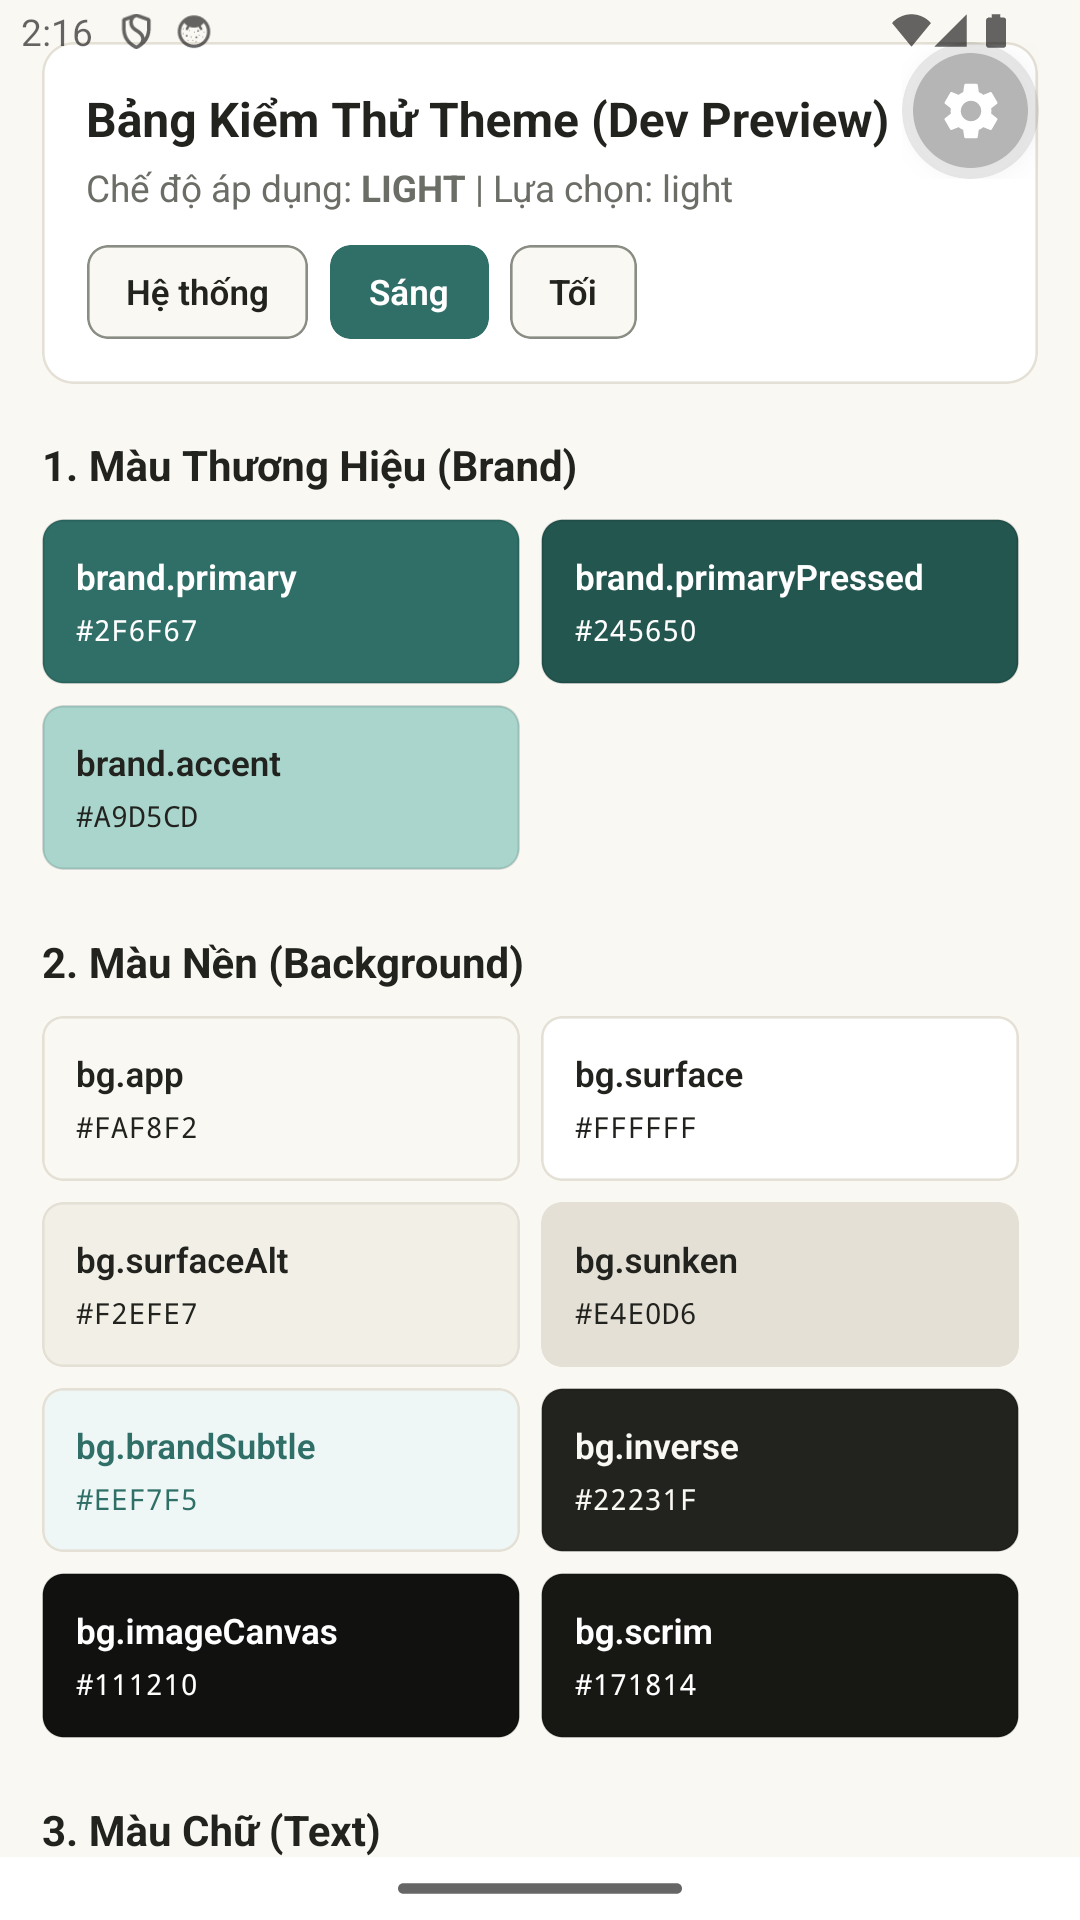 2:16
Bảng Kiểm Thử Theme (Dev Preview)
Chế độ áp dụng: LIGHT | Lựa chọn: light
Hệ thống
Sáng
Tối
1. Màu Thương Hiệu (Brand)
brand.primary
#2F6F67
brand.primaryPressed
#245650
brand.accent
#A9D5CD
2. Màu Nền (Background)
bg.app
#FAF8F2
bg.surface
#FFFFFF
bg.surfaceAlt
#F2EFE7
bg.sunken
#E4E0D6
bg.brandSubtle
#EEF7F5
bg.inverse
#22231F
bg.imageCanvas
#111210
bg.scrim
#171814
3. Màu Chữ (Text)